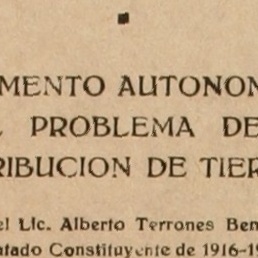 MENTO AUTONOM
PROBLEMA DE
RIBUCION DE TIER
el Lic. Alberto Terrones Ben
tado Constituyente de 1916-19